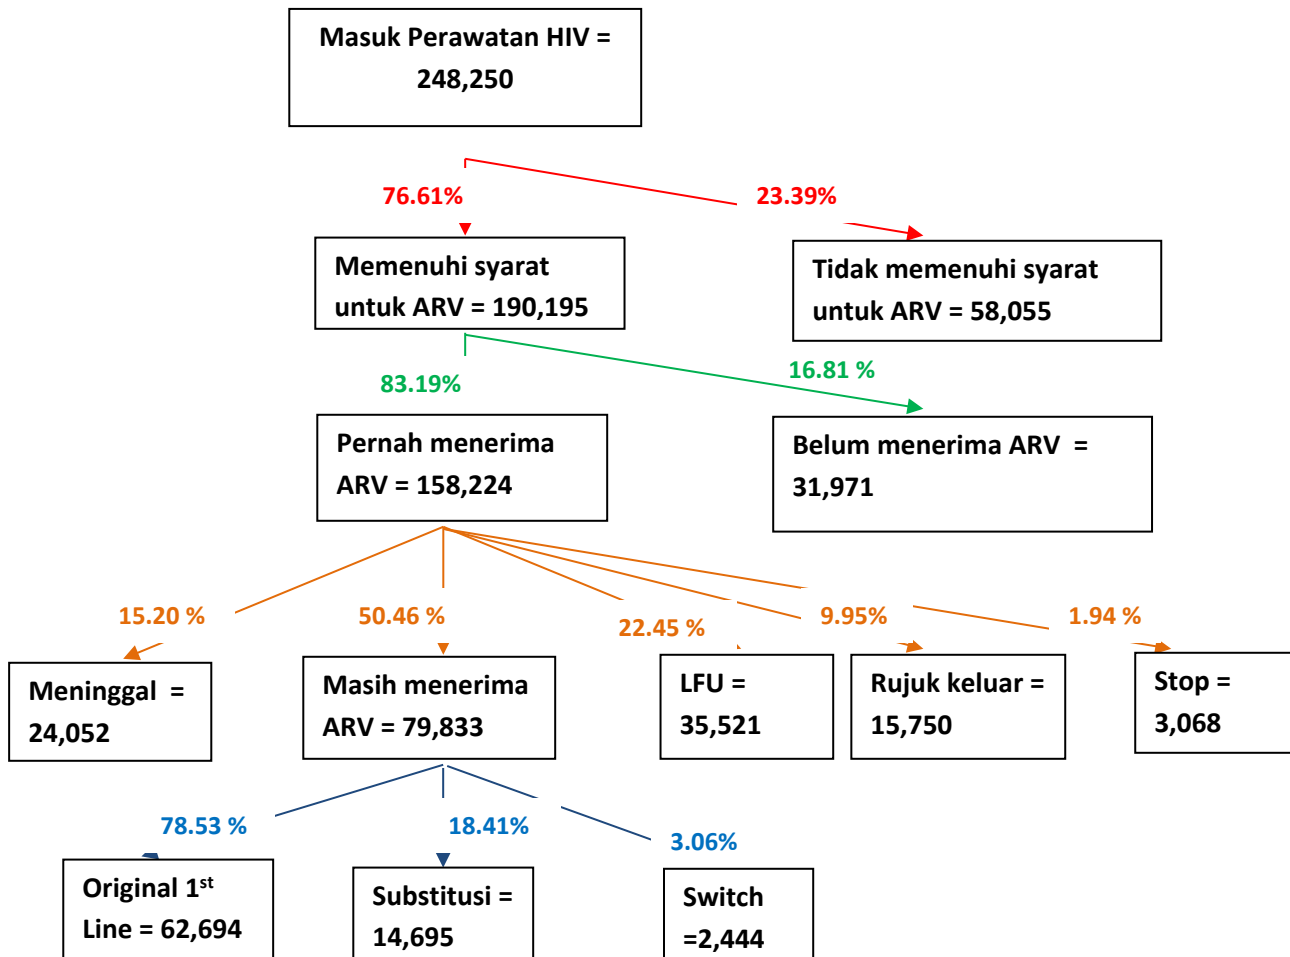 Masuk Perawatan HIV =
248,250
76.61%
23.39%
Memenuhi syarat
untuk ARV = 190,195
Tidak memenuhi syarat
untuk ARV = 58,055
83.19%
16.81 %
Pernah menerima
ARV = 158,224
Belum menerima ARV =
31,971
15.20 %
50.46 %
22.45 %
9.95%
1.94 %
Meninggal =
24,052
Masih menerima
ARV = 79,833
LFU =
35,521
Rujuk keluar =
15,750
Stop =
3,068
78.53 %
18.41%
3.06%
Original 1st
Line = 62,694
Substitusi =
14,695
Switch
=2,444